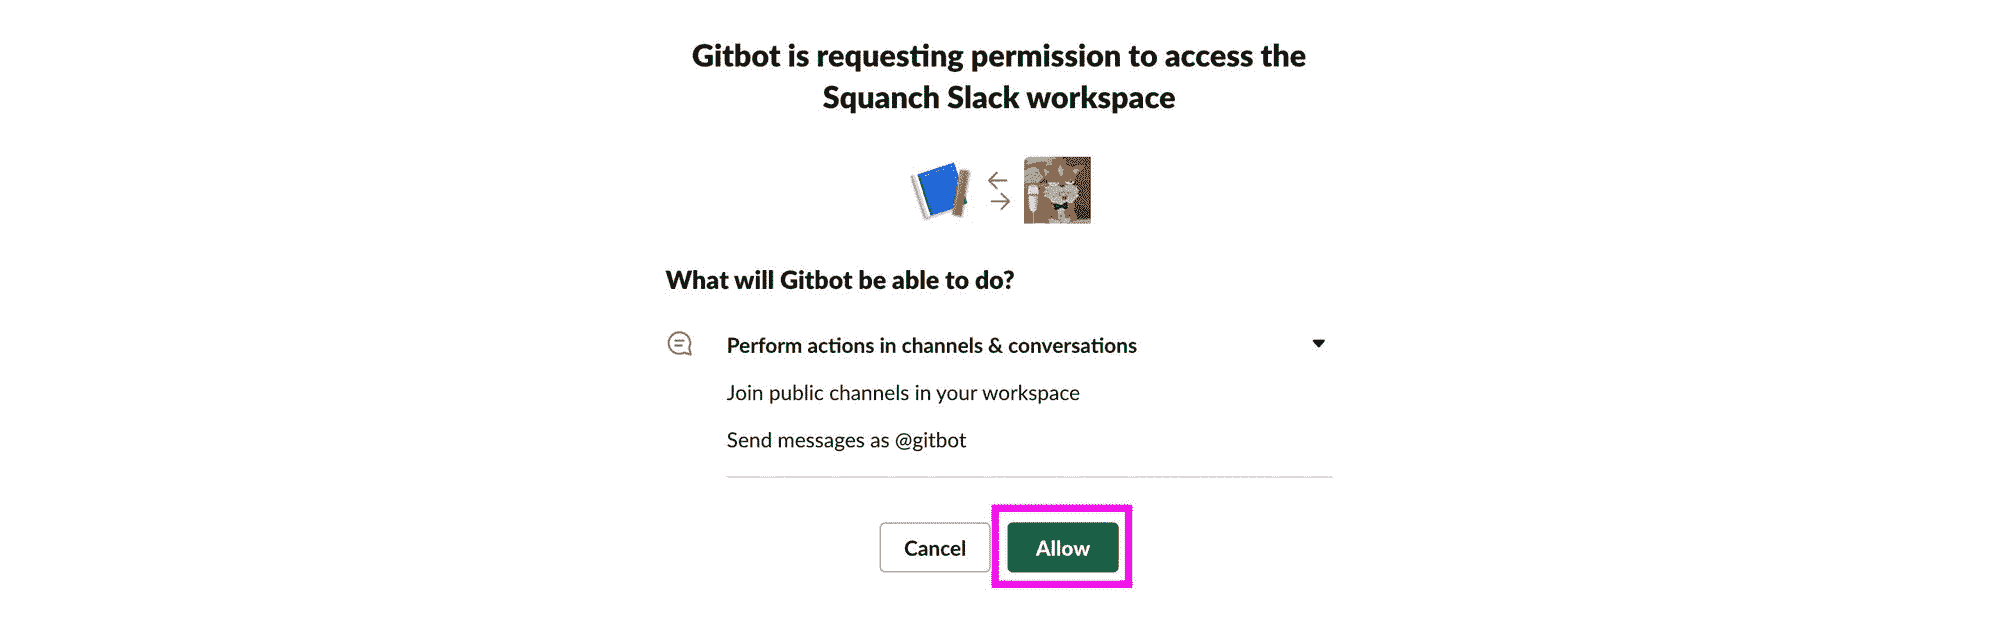 Gitbot is requesting permission to access the
Squanch Slack workspace
What will Gitbot be able to do?
Perform actions in channels & conversations
Join public channels in your workspace
Send messages as @gitbot
Cancel
Allow